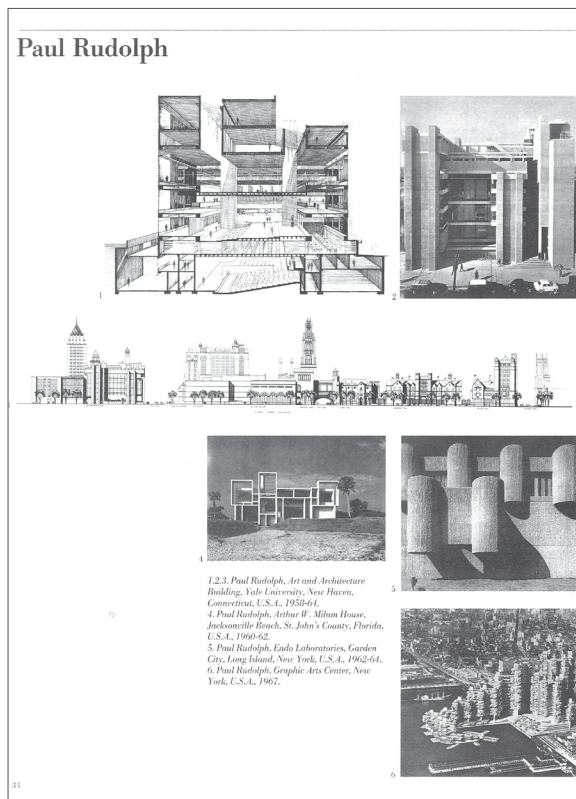 Paul Rudolph
1
2
4
1.2.3. Paul Rudolph, Art and Architecture
Building, Yale University, New Haven,
Connecticut, U.S.A., 1958-64.
4. Paul Rudolph, Arthur W. Milam House,
Jacksonville Beach, St. John's County, Florida,
U.S.A., 1960-62.
5. Paul Rudolph, Endo Laboratories, Garden
City, Long Island, New York, U.S.A., 1962-64.
6. Paul Rudolph, Graphic Arts Center, New
York, U.S.A., 1967.
5
6
34